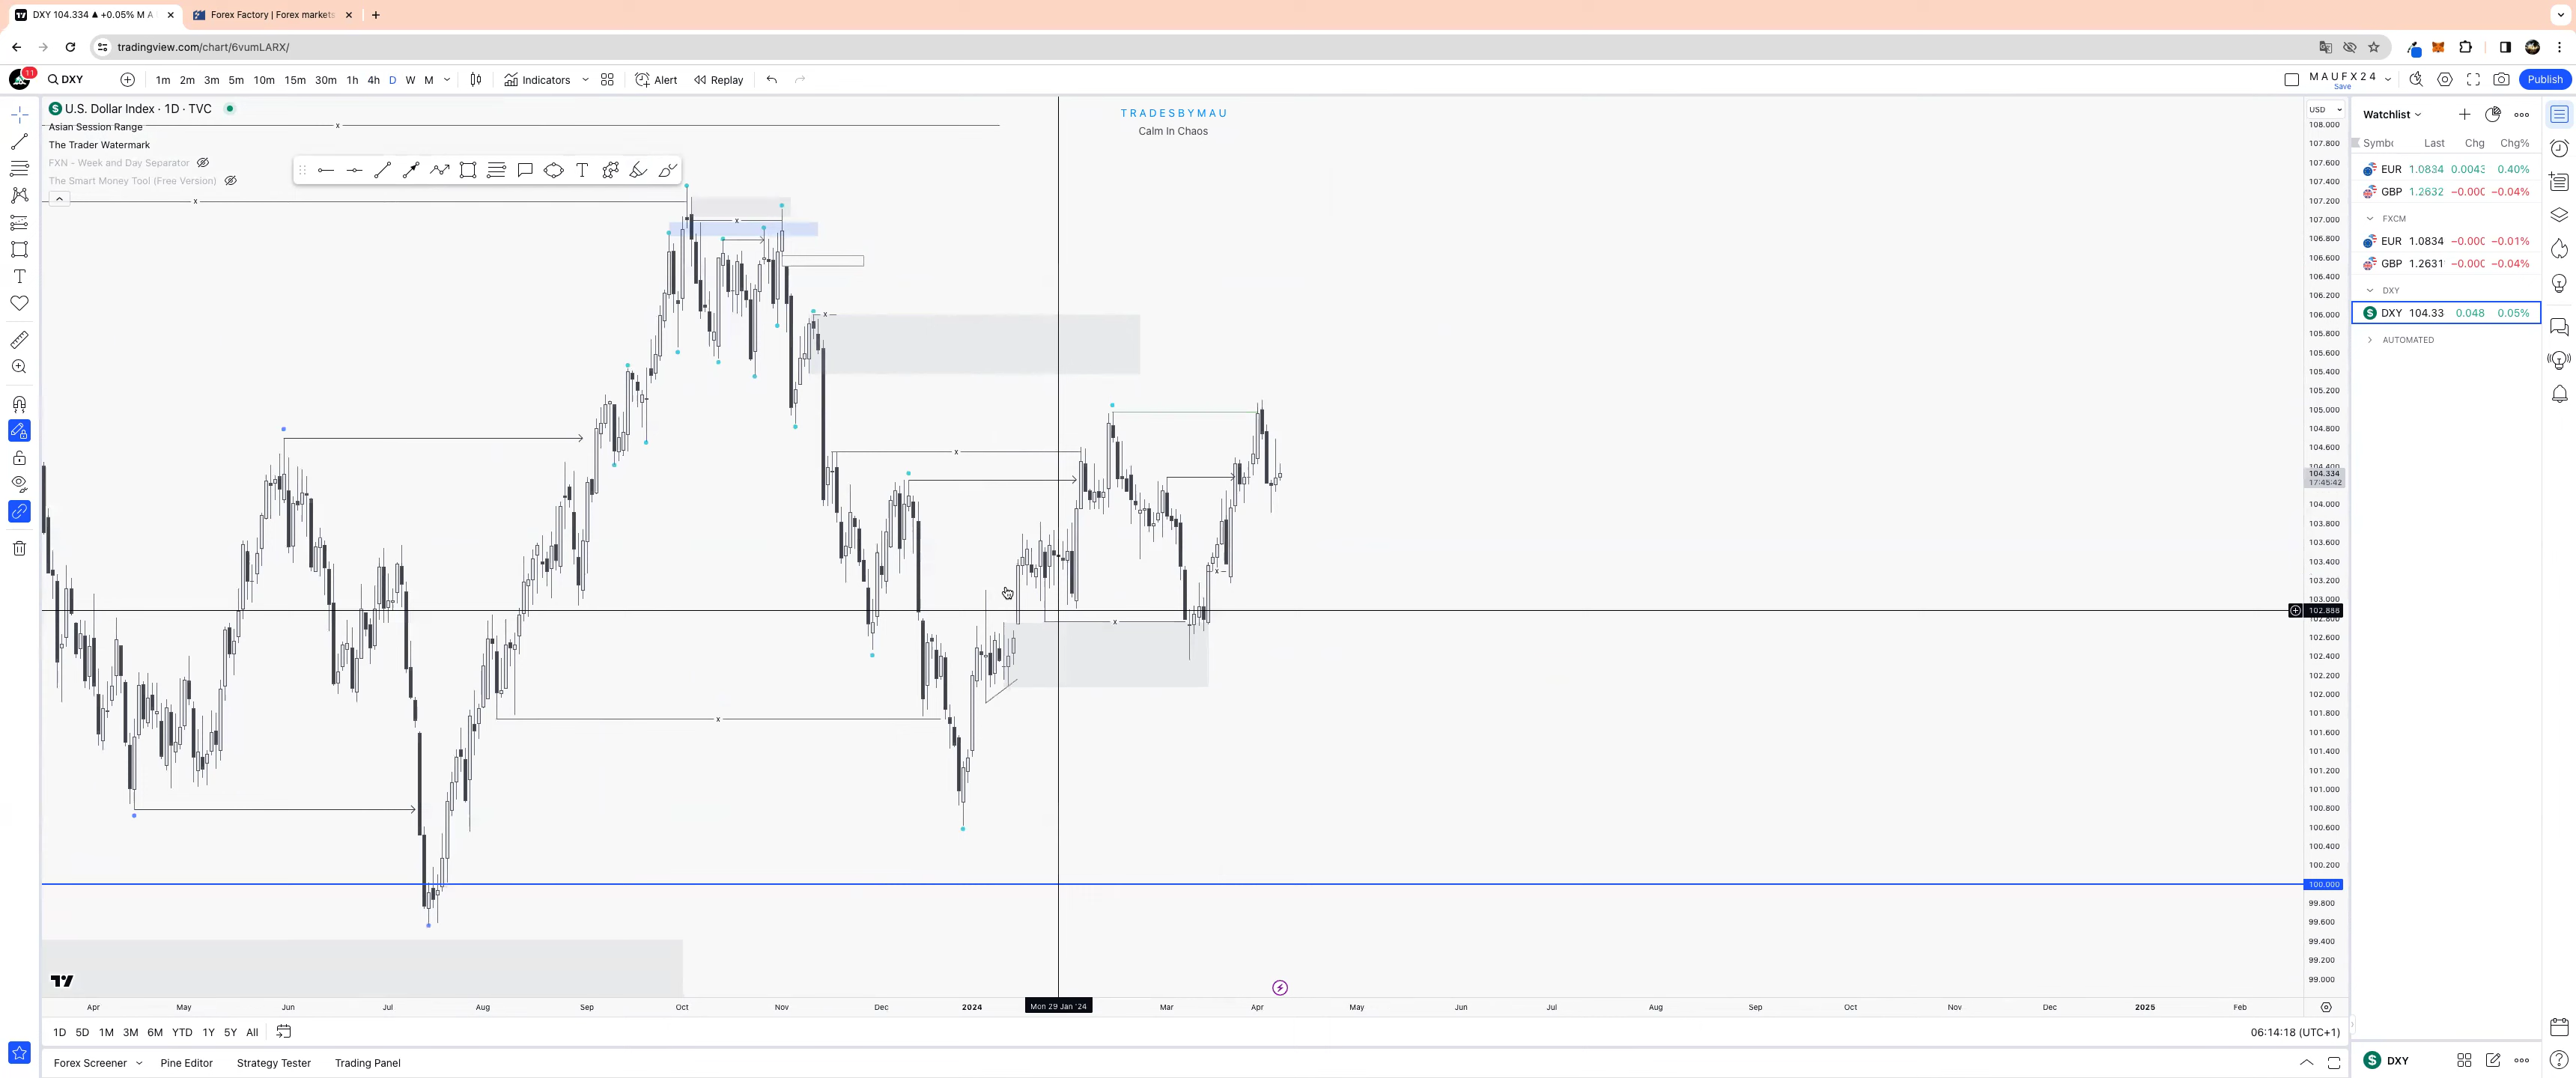 DXY 104.334 ▲ +0.05% M A
Forex Factory | Forex markets
tradingview.com/chart/6vumLARX/
11
DXY
1m 2m 3m 5m 10m 15m 30m 1h 4h D W M
Indicators
Alert
Replay
M A U F X 2 4
Save
Publish
U.S. Dollar Index · 1D · TVC
Asian Session Range
The Trader Watermark
FXN - Week and Day Separator
The Smart Money Tool (Free Version)
T R A D E S B Y M A U
Calm In Chaos
USD
108.000
107.800
107.600
107.400
107.200
107.000
106.800
106.600
106.400
106.200
106.000
105.800
105.600
105.400
105.200
105.000
104.800
104.600
104.334
17:45:42
104.000
103.800
103.600
103.400
103.200
103.000
102.886
102.600
102.400
102.200
102.000
101.800
101.600
101.400
101.200
101.000
100.800
100.600
100.400
100.200
100.000
99.800
99.600
99.400
99.200
99.000
Apr May Jun Jul Aug Sep Oct Nov Dec 2024 Mon 29 Jan '24 Mar Apr May Jun Jul Aug Sep Oct Nov Dec 2025 Feb
1D 5D 1M 3M 6M YTD 1Y 5Y All
06:14:18 (UTC+1)
Forex Screener Pine Editor Strategy Tester Trading Panel
Watchlist
Symbo Last Chg Chg%
EUR 1.0834 0.0043 0.40%
GBP 1.2632 −0.000 −0.04%
FXCM
EUR 1.0834 −0.000 −0.01%
GBP 1.2631 −0.000 −0.04%
DXY
DXY 104.33 0.048 0.05%
AUTOMATED
DXY